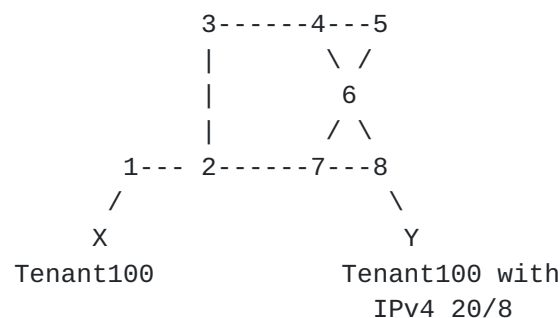 3------4---5
|       \ /
|        6
|       / \
1--- 2------7---8
/                 \
X                   Y
Tenant100            Tenant100 with
IPv4 20/8